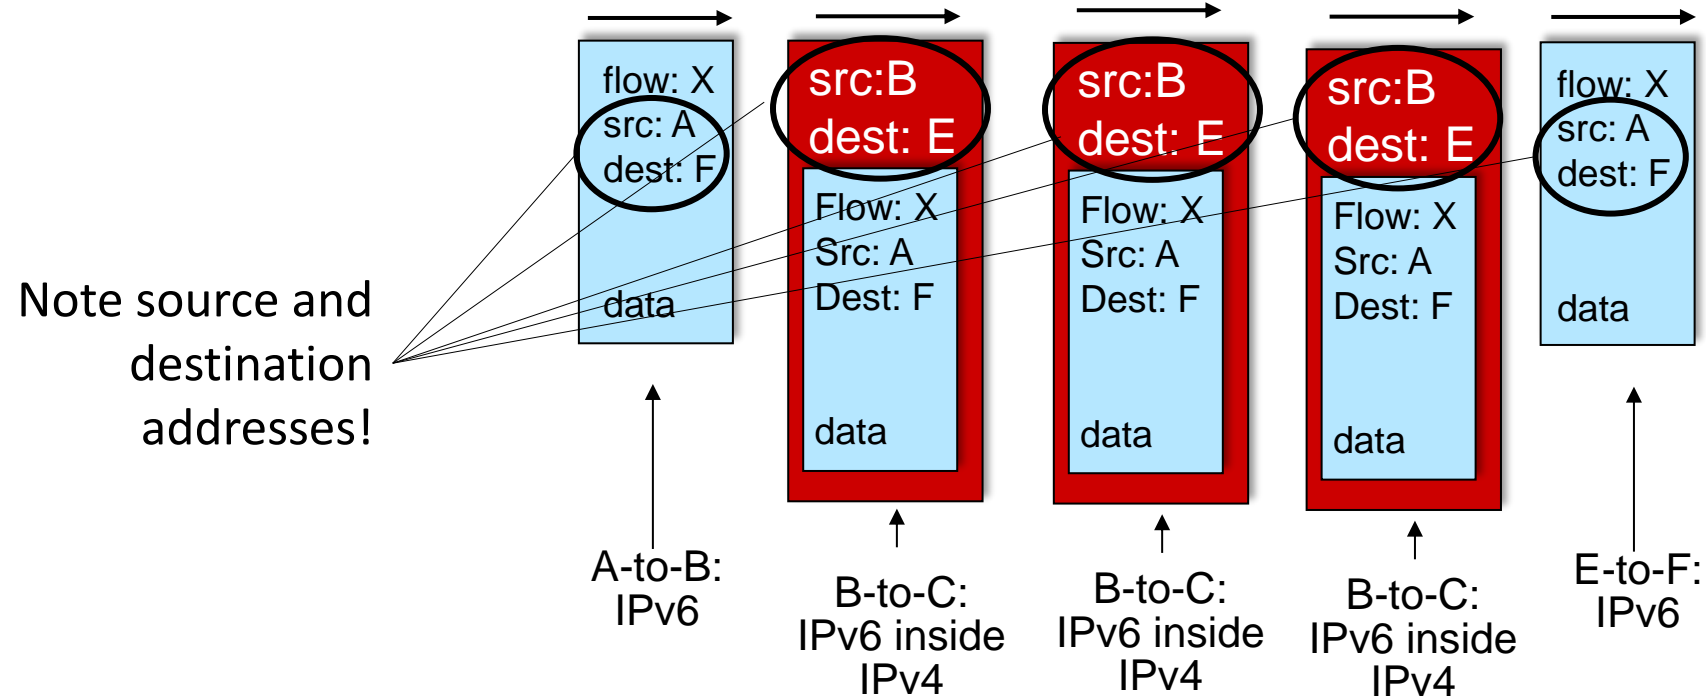 flow: X
src: A
dest: F
data
src:B
dest: E
Flow: X
Src: A
Dest: F
data
src:B
dest: E
Flow: X
Src: A
Dest: F
data
src:B
dest: E
Flow: X
Src: A
Dest: F
data
flow: X
src: A
dest: F
data
Note source and
destination
addresses!
A-to-B:
IPv6
B-to-C:
IPv6 inside
IPv4
B-to-C:
IPv6 inside
IPv4
B-to-C:
IPv6 inside
IPv4
E-to-F:
IPv6